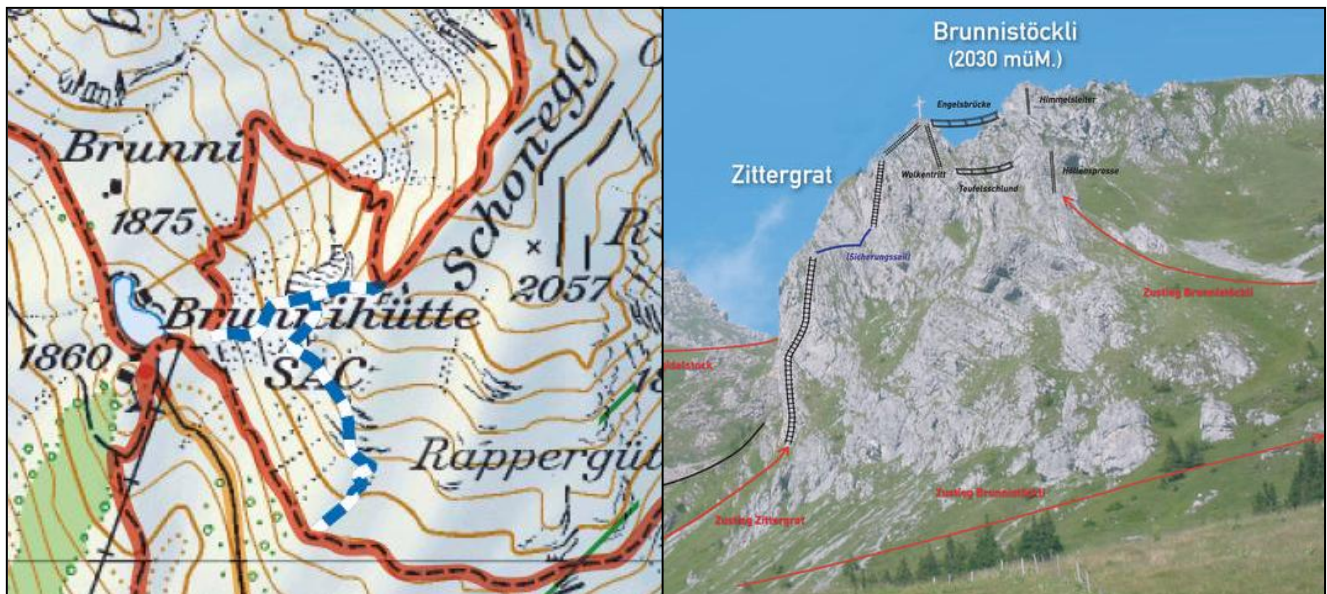 Brunni
1875
Schonegg
2057
Brunnihütte
SAC
1860
Rappergüt
Brunnistöckli
(2030 müM.)
Engelsbrücke
Himmelsleiter
Zittergrat
Wolkentritt
Teufelsschlund
Höllensprosse
(Sicherungsseil)
Zustieg Brunnistöckli
delstock
Zustieg Brunnistöckli
Zustieg Zittergrat